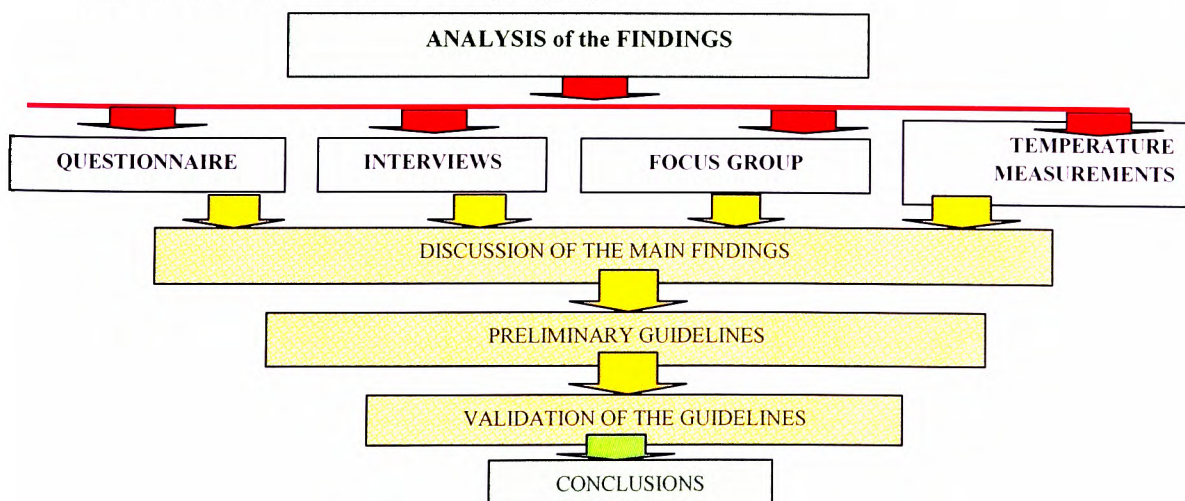 ANALYSIS of the FINDINGS
QUESTIONNAIRE
INTERVIEWS
FOCUS GROUP
TEMPERATURE
MEASUREMENTS
DISCUSSION OF THE MAIN FINDINGS
PRELIMINARY GUIDELINES
VALIDATION OF THE GUIDELINES
CONCLUSIONS